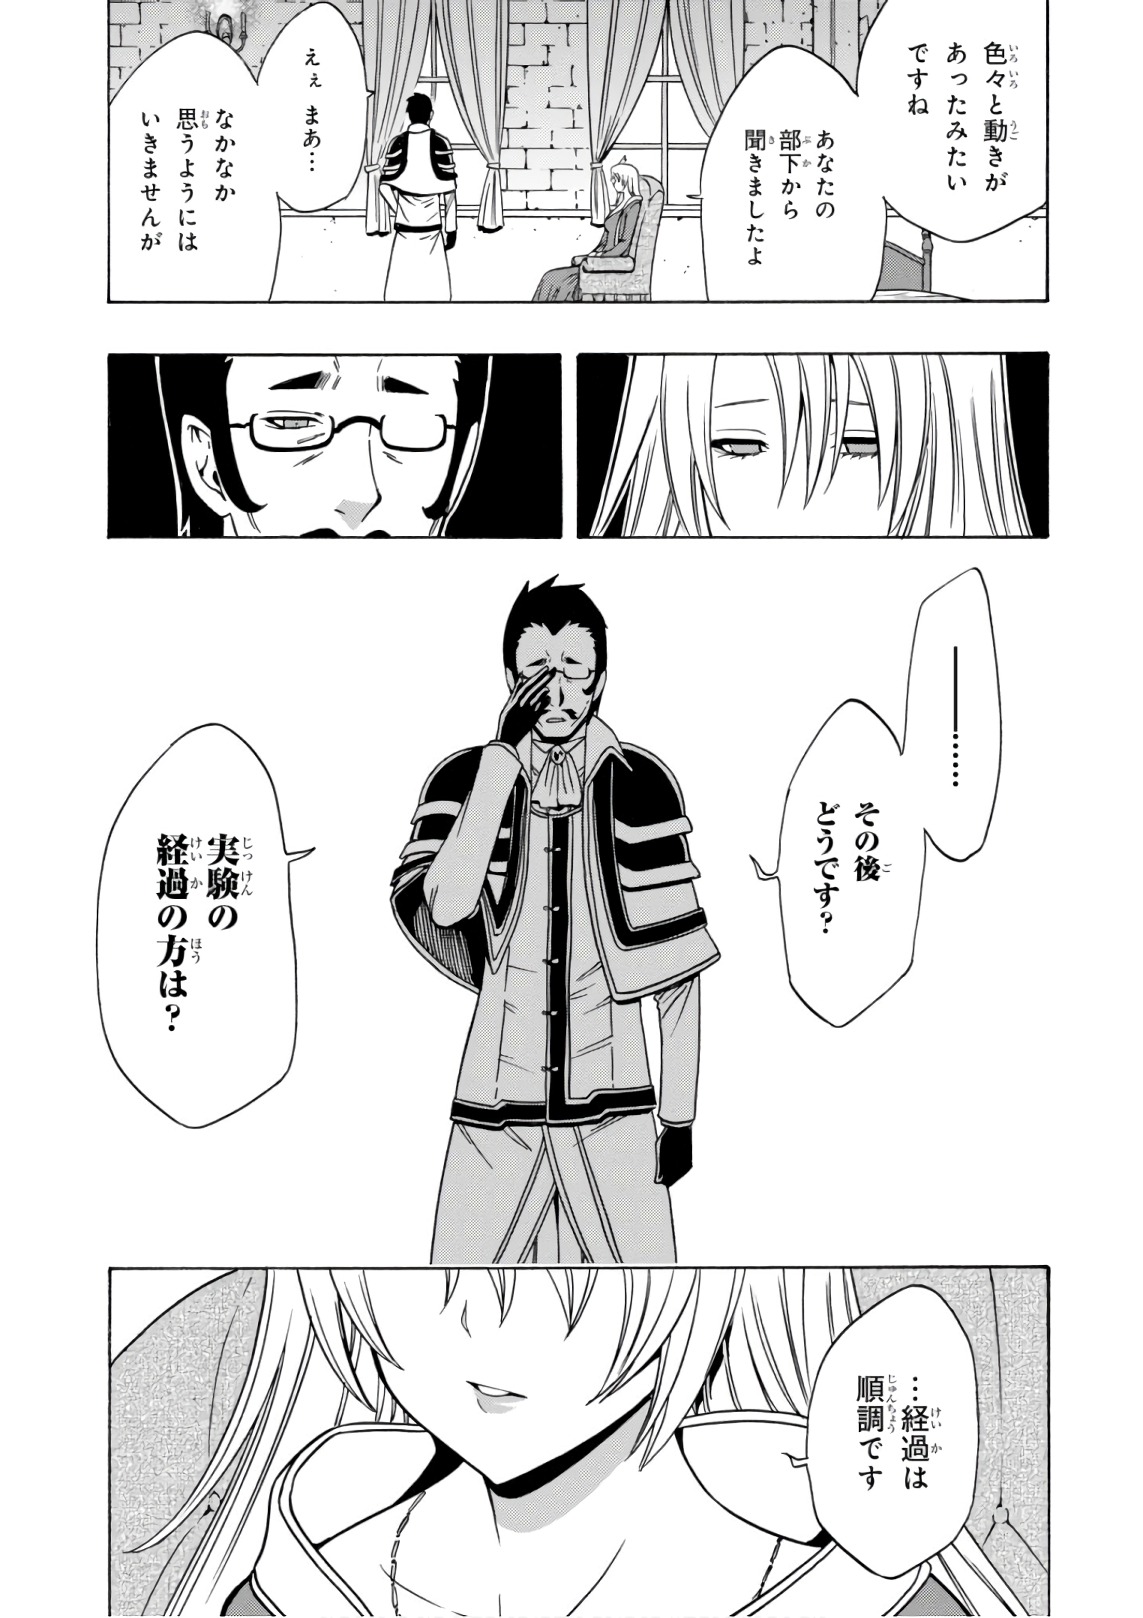 色々と動きが
あったみたい
ですね
あなたの
部下から
聞きましたよ
えぇ まあ…
なかなか
思うようには
いきませんが
―――……
その後
どうです?
実験の
経過の方は?
…経過は
順調です